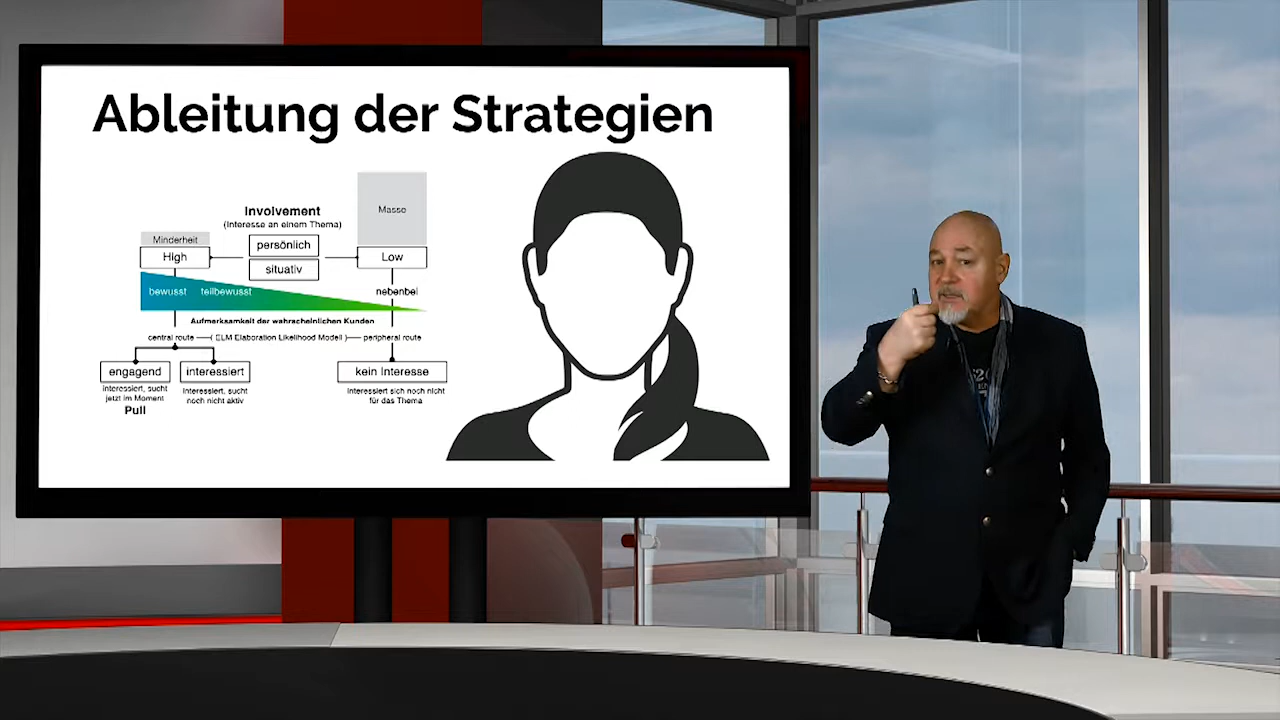 Ableitung der Strategien
Masse
Involvement
(Interesse an einem Thema)
Minderheit
persönlich
High
Low
situativ
bewusst teilbewusst
nebenbei
Aufmerksamkeit der wahrscheinlichen Kunden
central route
( ELM Elaboration Likelihood Modell )
peripheral route
engagend
interessiert
kein Interesse
interessiert, sucht
jetzt im Moment
Pull
interessiert, sucht
noch nicht aktiv
interessiert sich noch nicht
für das Thema